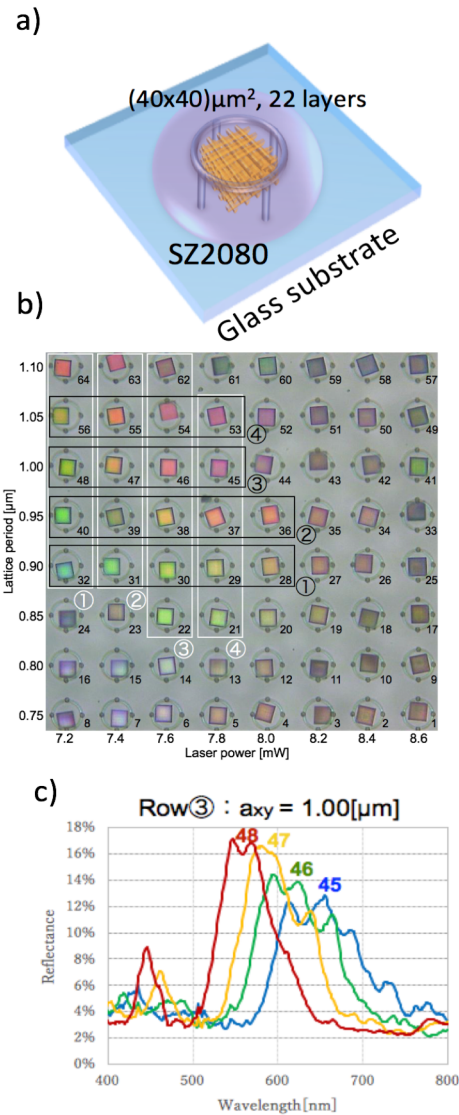 a)
(40x40)μm², 22 layers
SZ2080
Glass substrate
b)
Lattice period [μm]
1.10 64 63 62 61 60 59 58 57
1.05 56 55 54 53 52 51 50 49
④
1.00 48 47 46 45 44 43 42 41
③
0.95 40 39 38 37 36 35 34 33
②
0.90 32 31 30 29 28 27 26 25
① ② ①
0.85 24 23 22 21 20 19 18 17
③ ④
0.80 16 15 14 13 12 11 10 9
0.75 8 7 6 5 4 3 2 1
7.2 7.4 7.6 7.8 8.0 8.2 8.4 8.6
Laser power [mW]
c)
Row③ : axy = 1.00[μm]
18%
48 47
16%
46
14%
45
12%
10%
8%
6%
4%
2%
0%
Reflectance
400 500 600 700 800
Wavelength[nm]